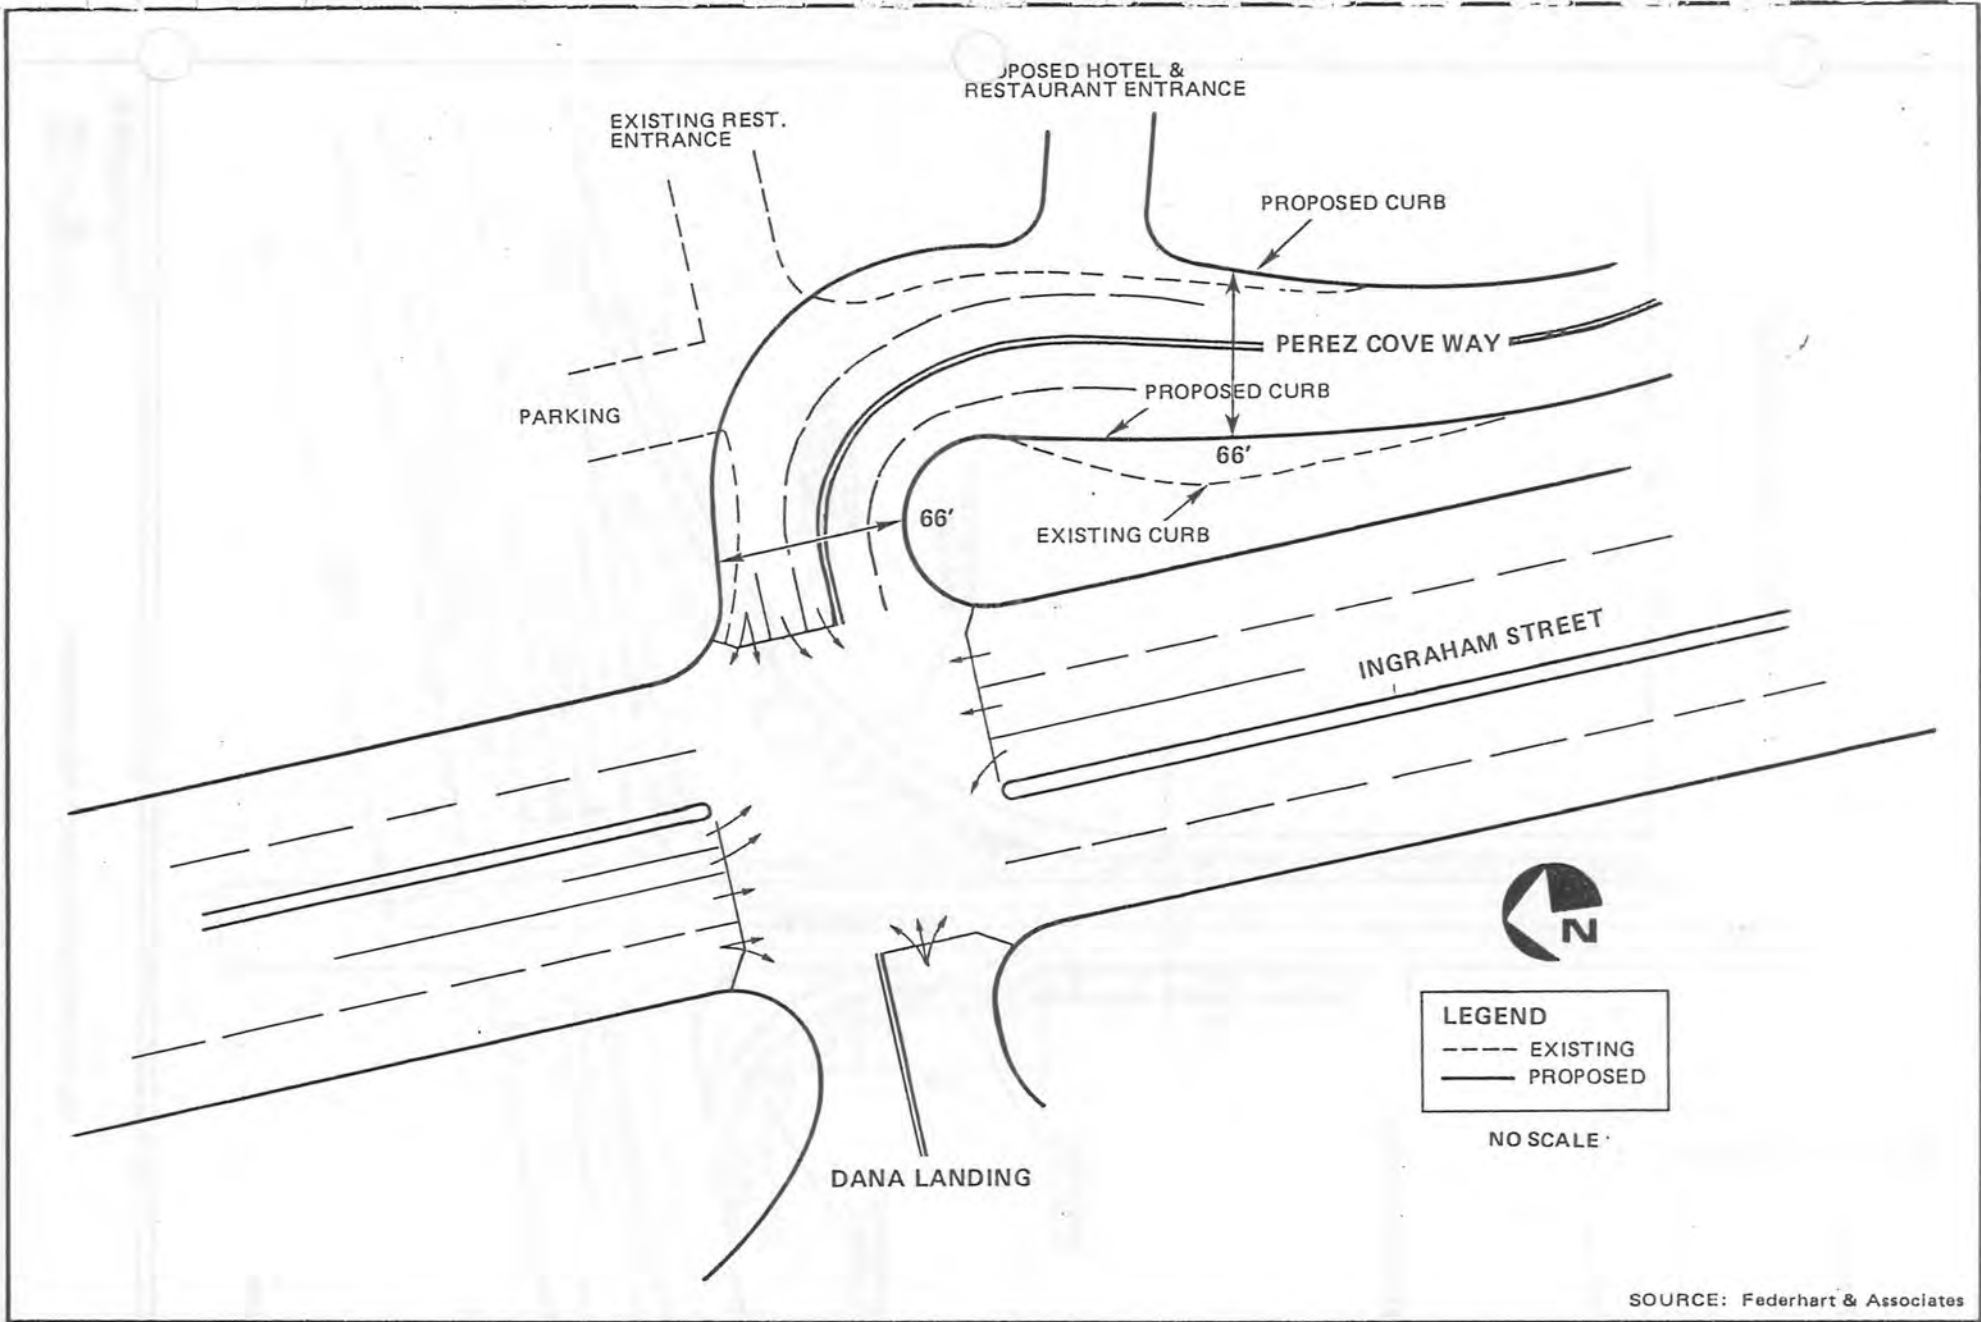 OPOSED HOTEL &
RESTAURANT ENTRANCE
EXISTING REST.
ENTRANCE
PROPOSED CURB
PEREZ COVE WAY
PROPOSED CURB
PARKING
66'
66'
EXISTING CURB
INGRAHAM STREET
N
LEGEND
EXISTING
PROPOSED
NO SCALE
DANA LANDING
SOURCE: Federhart & Associates